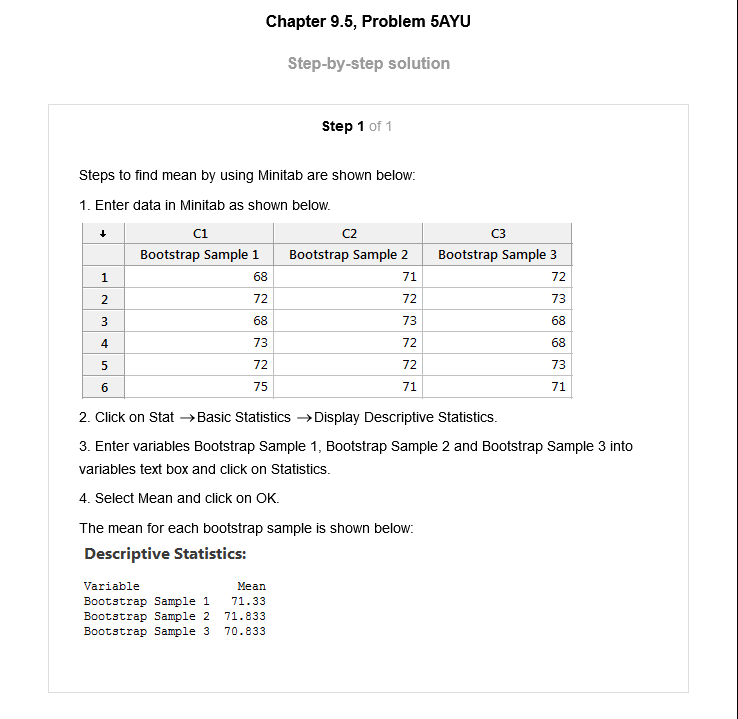 Chapter 9.5, Problem 5AYU
Step-by-step solution
Step 1 of 1
Steps to find mean by using Minitab are shown below:
1. Enter data in Minitab as shown below.
↓ C1 C2 C3
Bootstrap Sample 1 Bootstrap Sample 2 Bootstrap Sample 3
1 68 71 72
2 72 72 73
3 68 73 68
4 73 72 68
5 72 72 73
6 75 71 71
2. Click on Stat →Basic Statistics →Display Descriptive Statistics.
3. Enter variables Bootstrap Sample 1, Bootstrap Sample 2 and Bootstrap Sample 3 into
variables text box and click on Statistics.
4. Select Mean and click on OK.
The mean for each bootstrap sample is shown below:
Descriptive Statistics:
Variable Mean
Bootstrap Sample 1 71.33
Bootstrap Sample 2 71.833
Bootstrap Sample 3 70.833